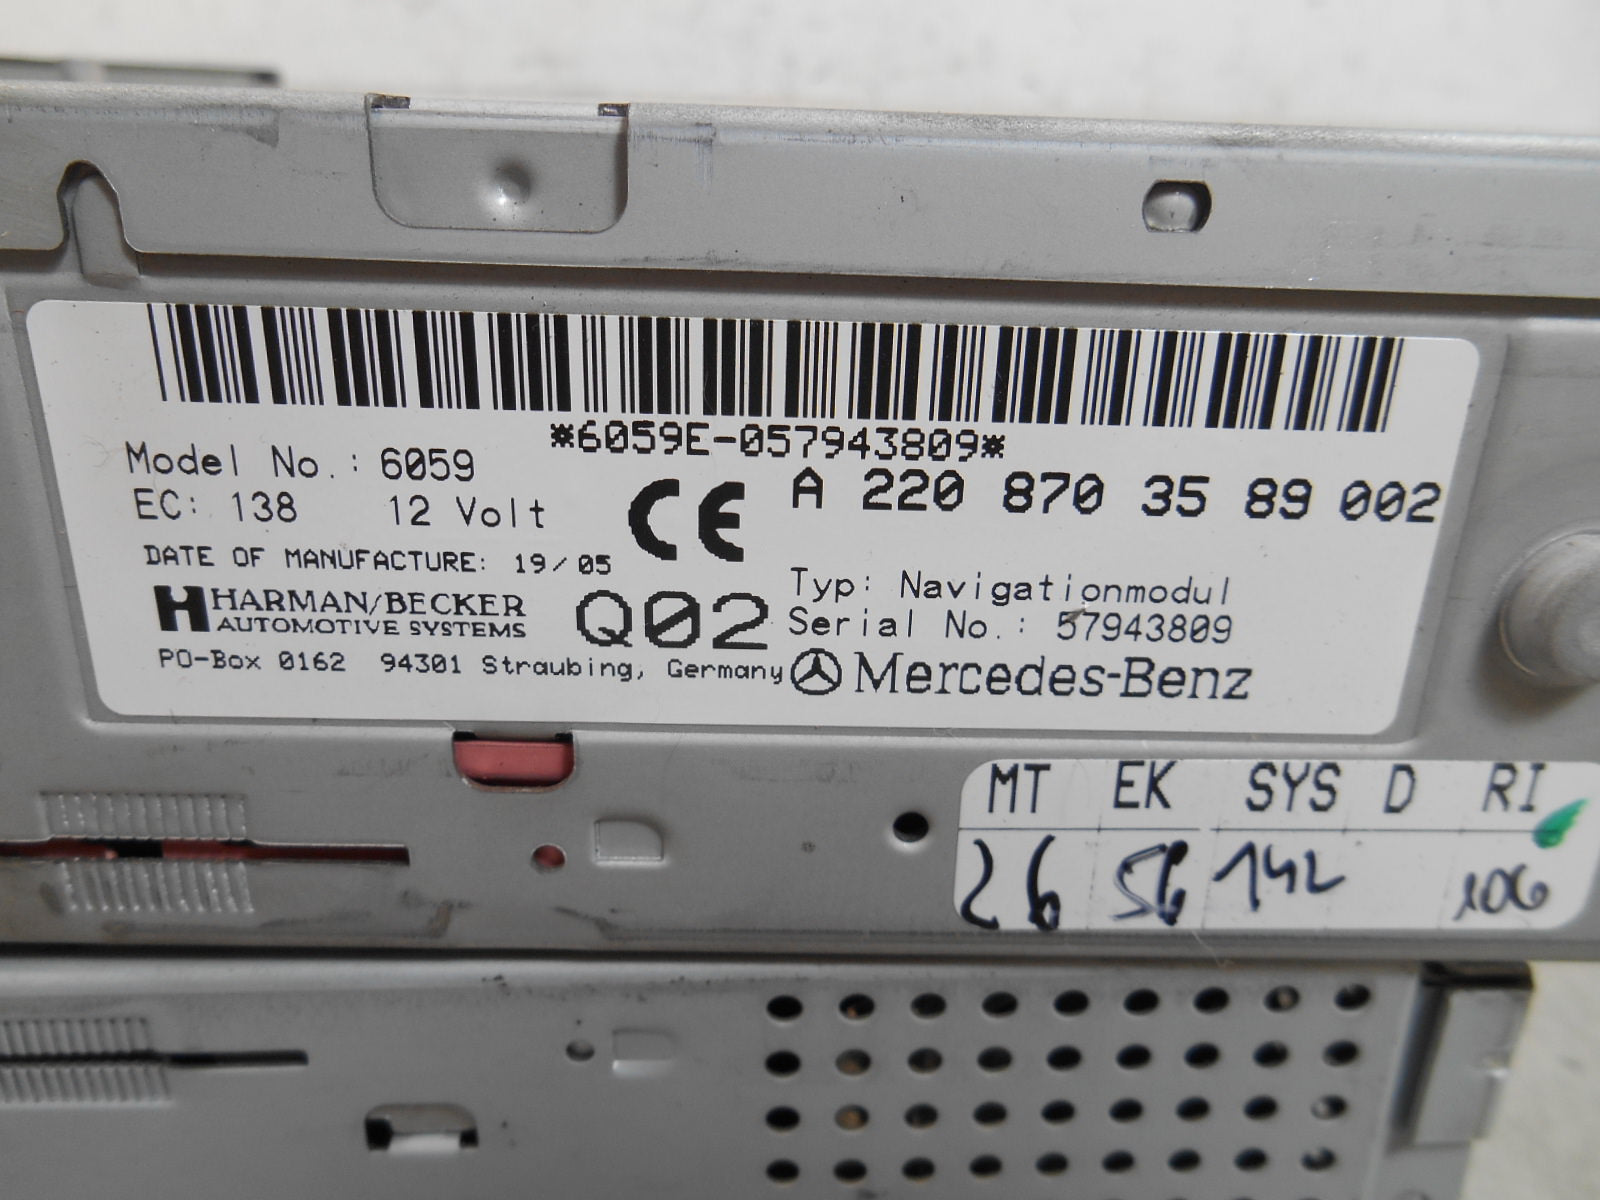 *6059E-057943809*
Model No.: 6059
A 220 870 35 89 002
EC: 138 12 Volt
CE
DATE OF MANUFACTURE: 19/05
Typ: Navigationmodul
HARMAN/BECKER
AUTOMOTIVE SYSTEMS
Q02
Serial No.: 57943809
PO-Box 0162 94301 Straubing, Germany
Mercedes-Benz
MT EK SYS D RI
26 56 142 106